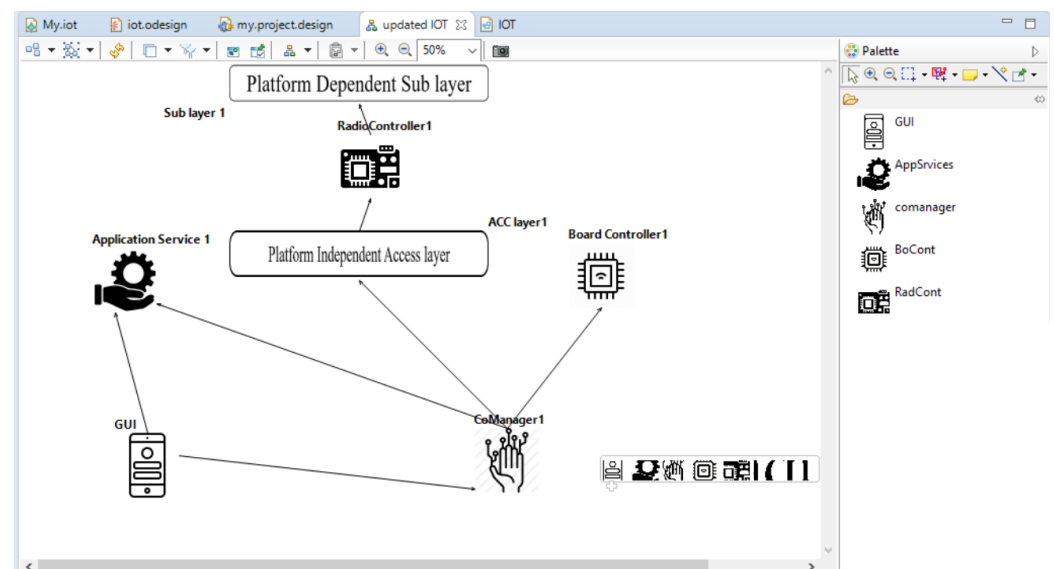 My.iot
iot.odesign
my.project.design
updated IOT
IOT
50%
Palette
Platform Dependent Sub layer
Sub layer 1
RadioController1
ACC layer1
Application Service 1
Platform Independent Access layer
Board Controller1
GUI
CoManager1
GUI
AppSrvices
comanager
BoCont
RadCont